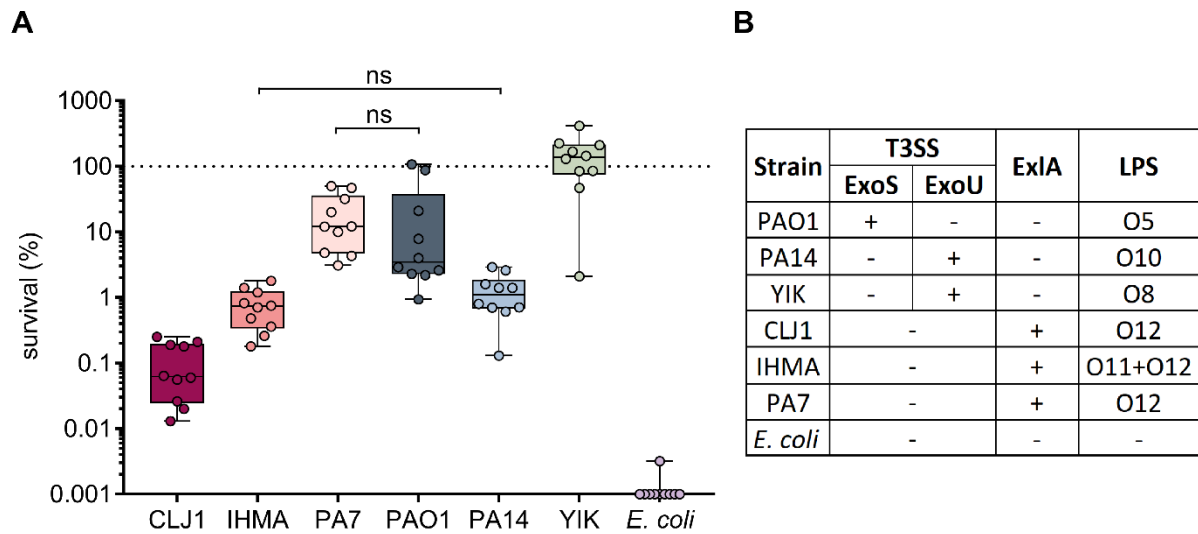 A
B
ns
ns
1000
100
10
1
0.1
0.01
0.001
survival (%)
CLJ1 IHMA PA7 PAO1 PA14 YIK E. coli
Strain T3SS ExlA LPS
ExoS ExoU
PAO1 + - - O5
PA14 - + - O10
YIK - + - O8
CLJ1 - + O12
IHMA - + O11+O12
PA7 - + O12
E. coli - - -